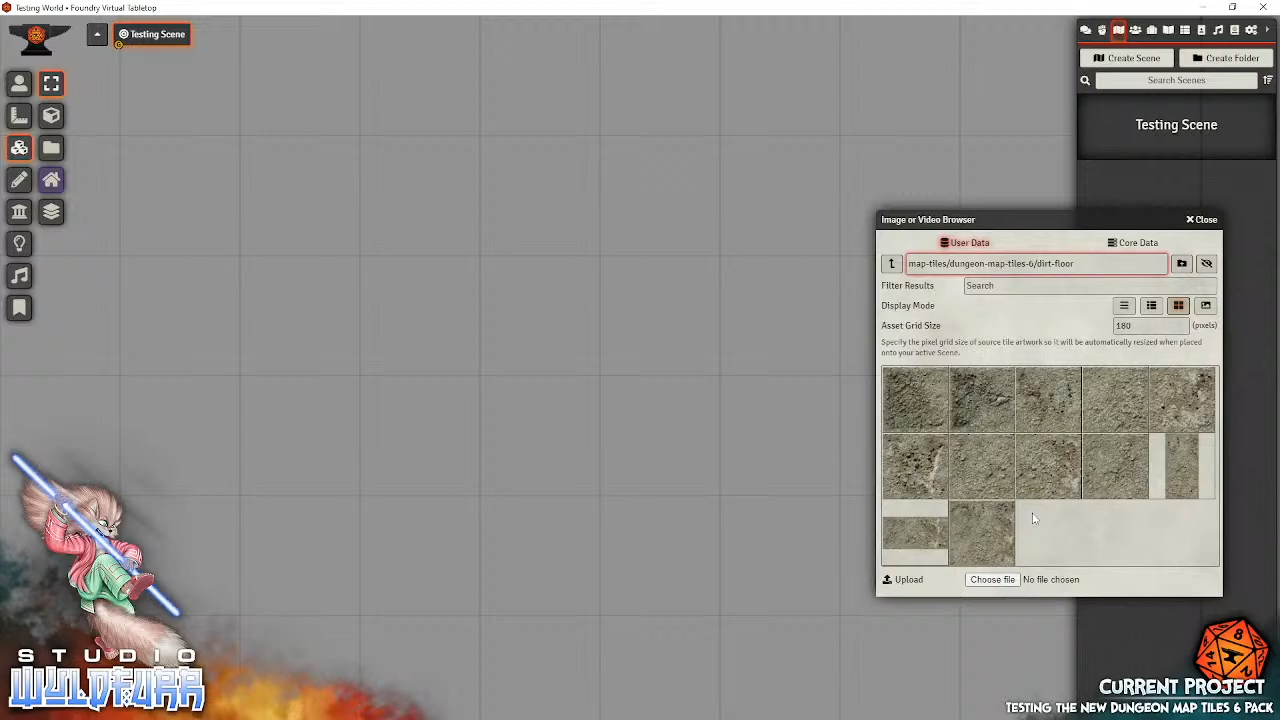 Testing World • Foundry Virtual Tabletop
Testing Scene
G
Create Scene
Create Folder
Search Scenes
Testing Scene
Image or Video Browser
Close
User Data
Core Data
map-tiles/dungeon-map-tiles-6/dirt-floor
Filter Results
Search
Display Mode
Asset Grid Size
180
(pixels)
Specify the pixel grid size of source tile artwork so it will be automatically resized when placed
onto your active Scene.
Upload
Choose file
No file chosen
STUDIO
WULDFURR
8
CURRENT PROJECT
TESTING THE NEW DUNGEON MAP TILES 6 PACK